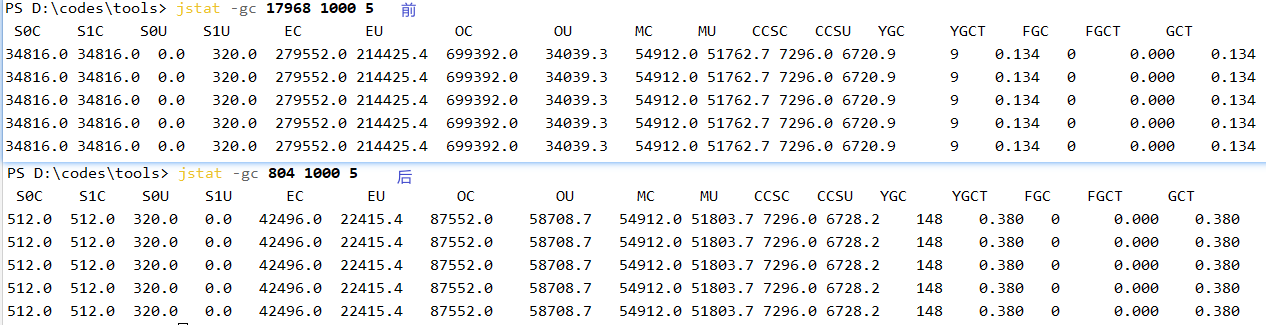 PS D:\codes\tools> jstat -gc 17968 1000 5 前
S0C S1C S0U S1U EC EU OC OU MC MU CCSC CCSU YGC YGCT FGC FGCT GCT
34816.0 34816.0 0.0 320.0 279552.0 214425.4 699392.0 34039.3 54912.0 51762.7 7296.0 6720.9 9 0.134 0 0.000 0.134
34816.0 34816.0 0.0 320.0 279552.0 214425.4 699392.0 34039.3 54912.0 51762.7 7296.0 6720.9 9 0.134 0 0.000 0.134
34816.0 34816.0 0.0 320.0 279552.0 214425.4 699392.0 34039.3 54912.0 51762.7 7296.0 6720.9 9 0.134 0 0.000 0.134
34816.0 34816.0 0.0 320.0 279552.0 214425.4 699392.0 34039.3 54912.0 51762.7 7296.0 6720.9 9 0.134 0 0.000 0.134
34816.0 34816.0 0.0 320.0 279552.0 214425.4 699392.0 34039.3 54912.0 51762.7 7296.0 6720.9 9 0.134 0 0.000 0.134
PS D:\codes\tools> jstat -gc 804 1000 5 后
S0C S1C S0U S1U EC EU OC OU MC MU CCSC CCSU YGC YGCT FGC FGCT GCT
512.0 512.0 320.0 0.0 42496.0 22415.4 87552.0 58708.7 54912.0 51803.7 7296.0 6728.2 148 0.380 0 0.000 0.380
512.0 512.0 320.0 0.0 42496.0 22415.4 87552.0 58708.7 54912.0 51803.7 7296.0 6728.2 148 0.380 0 0.000 0.380
512.0 512.0 320.0 0.0 42496.0 22415.4 87552.0 58708.7 54912.0 51803.7 7296.0 6728.2 148 0.380 0 0.000 0.380
512.0 512.0 320.0 0.0 42496.0 22415.4 87552.0 58708.7 54912.0 51803.7 7296.0 6728.2 148 0.380 0 0.000 0.380
512.0 512.0 320.0 0.0 42496.0 22415.4 87552.0 58708.7 54912.0 51803.7 7296.0 6728.2 148 0.380 0 0.000 0.380